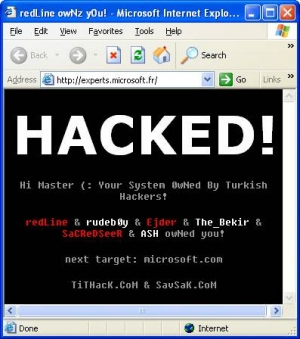 redLine owNz yOu! - Microsoft Internet Explo...
File Edit View Favorites Tools Help
Back Search
Address http://experts.microsoft.fr/ Go Links »
HACKED!
Hi Master (: Your System 0wNed By Turkish
Hackers!
redLine & rudeb0y & Ejder & The_Bekir &
SaCReDSeeR & ASH owNed you!
next target: microsoft.com
TiTHacK.CoM & SavSaK.CoM
Done Internet